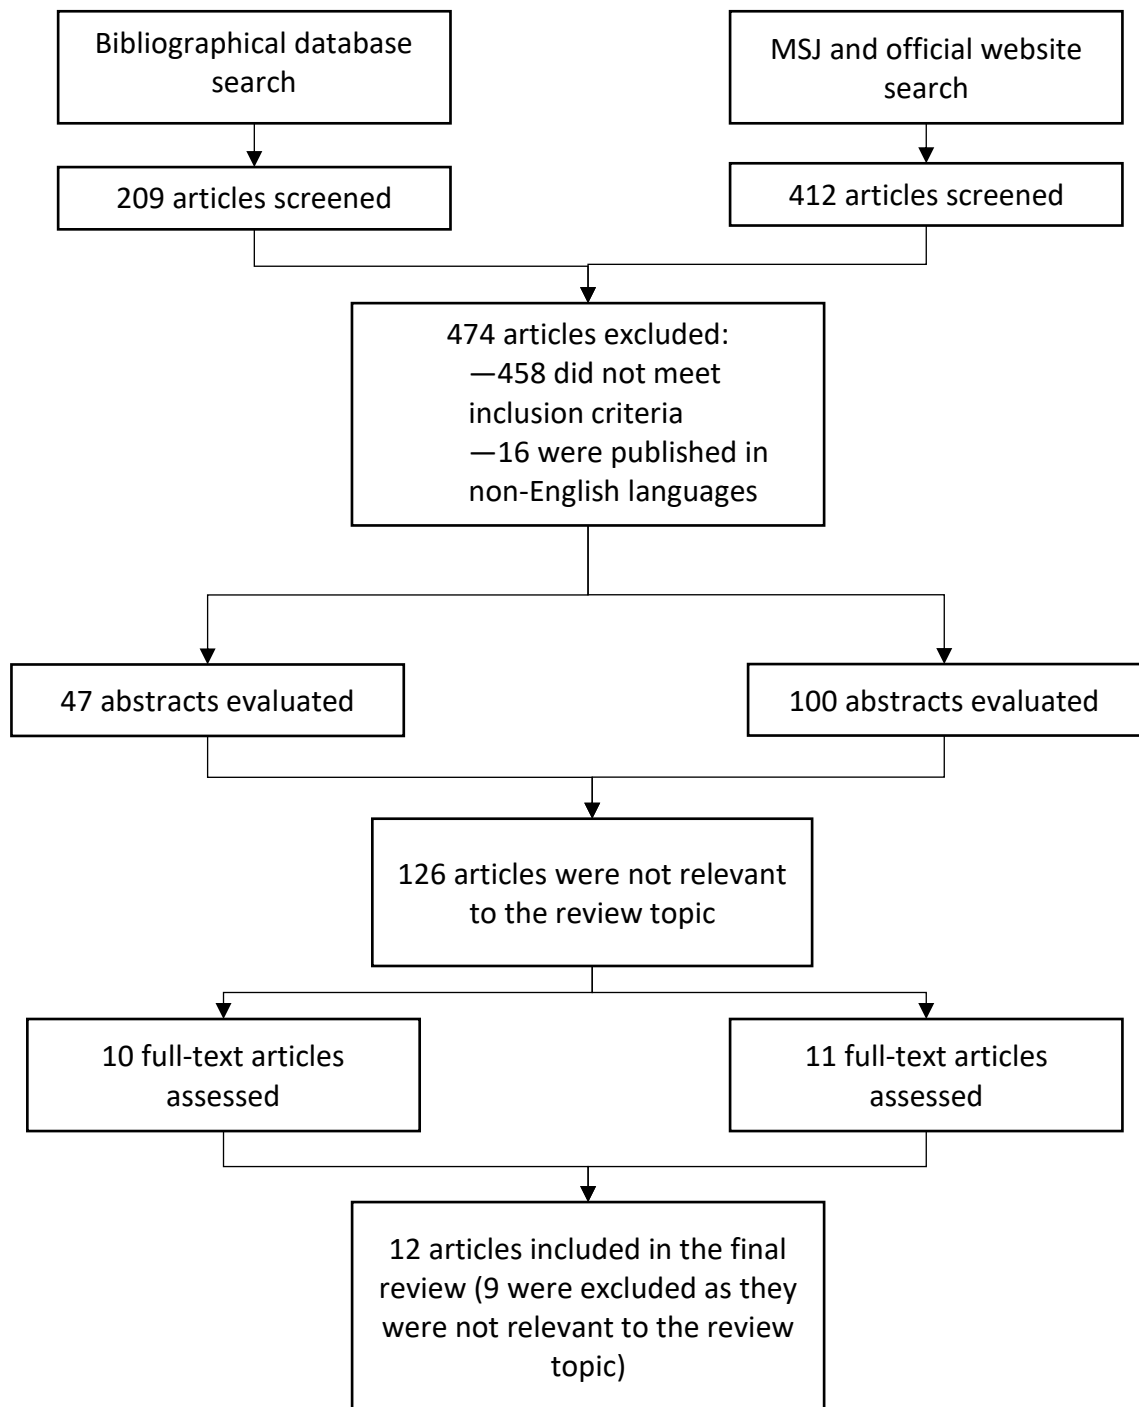 Bibliographical database
search
MSJ and official website
search
209 articles screened
412 articles screened
474 articles excluded:
—458 did not meet
inclusion criteria
—16 were published in
non-English languages
47 abstracts evaluated
100 abstracts evaluated
126 articles were not relevant
to the review topic
10 full-text articles
assessed
11 full-text articles
assessed
12 articles included in the final
review (9 were excluded as they
were not relevant to the review
topic)